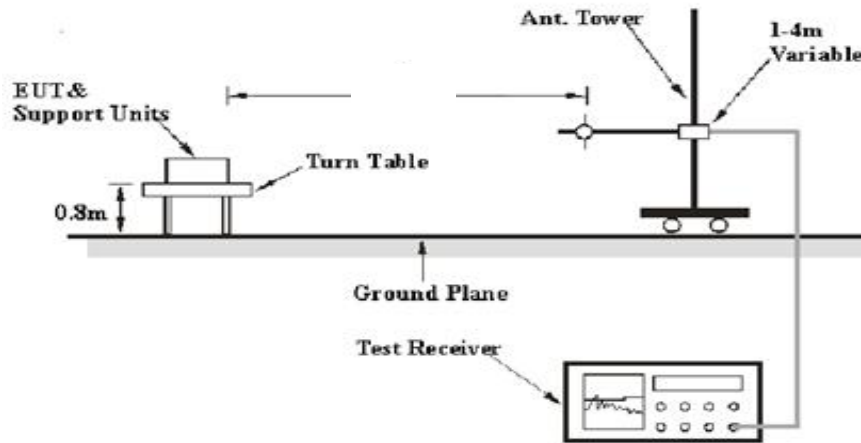 Ant. Tower
1-4m
Variable
EUT&
Support Units
Turn Table
0.8m
Ground Plane
Test Receiver